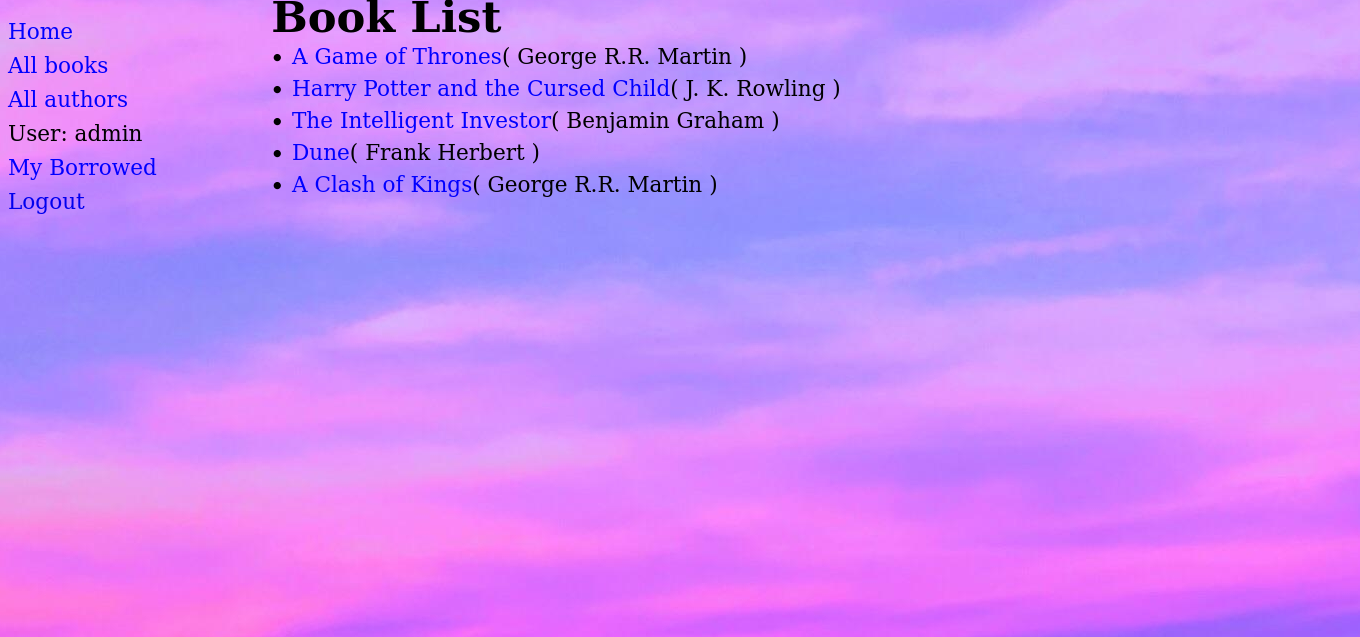 Home
All books
All authors
User: admin
My Borrowed
Logout
Book List
• A Game of Thrones( George R.R. Martin )
• Harry Potter and the Cursed Child( J. K. Rowling )
• The Intelligent Investor( Benjamin Graham )
• Dune( Frank Herbert )
• A Clash of Kings( George R.R. Martin )